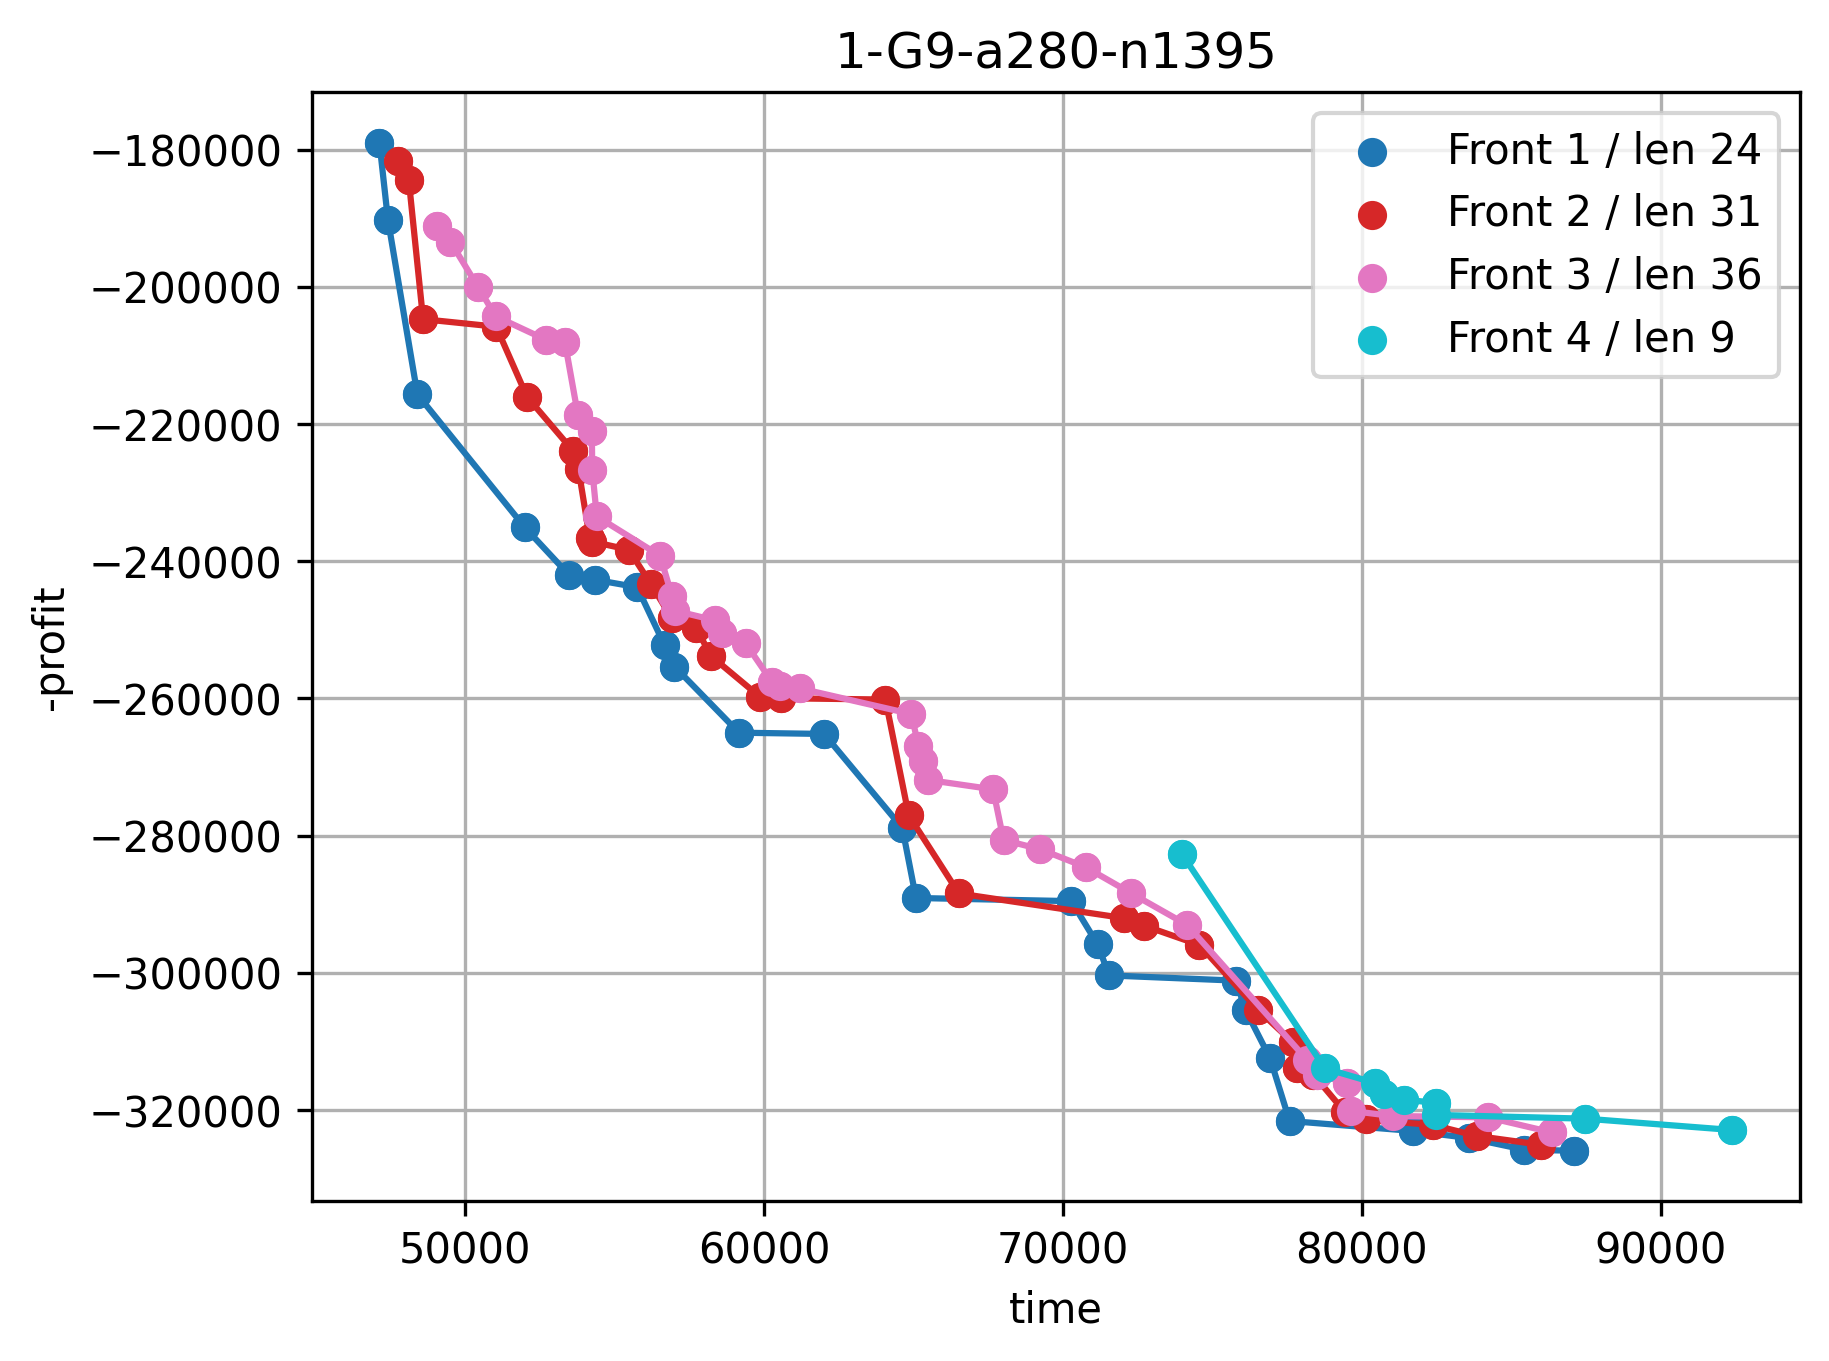 1-G9-a280-n1395
Front 1 / len 24
Front 2 / len 31
Front 3 / len 36
Front 4 / len 9
−180000
−200000
−220000
−240000
−260000
−280000
−300000
−320000
-profit
50000 60000 70000 80000 90000
time